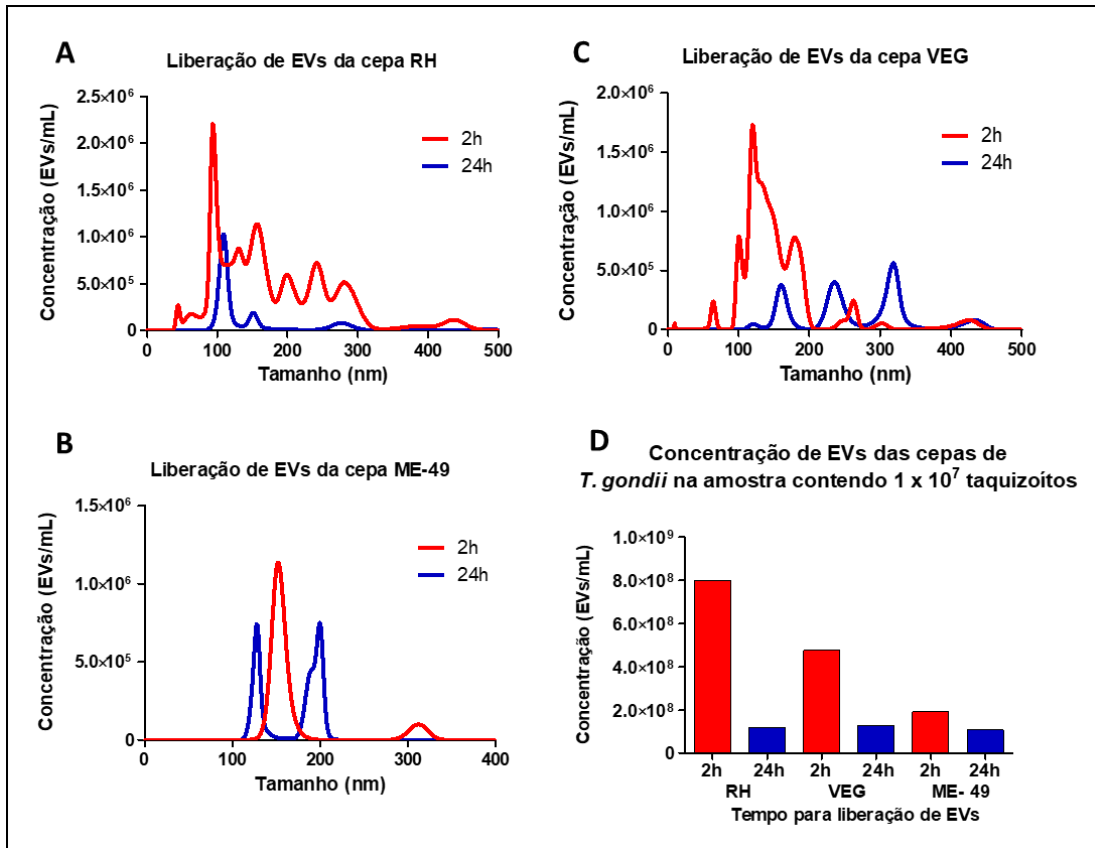 A
Liberação de EVs da cepa RH
Concentração (EVs/mL)
2.5×10⁶
2.0×10⁶
1.5×10⁶
1.0×10⁶
5.0×10⁵
0
2h
24h
0 100 200 300 400 500
Tamanho (nm)
C
Liberação de EVs da cepa VEG
Concentração (EVs/mL)
2.0×10⁶
1.5×10⁶
1.0×10⁶
5.0×10⁵
0
2h
24h
0 100 200 300 400 500
Tamanho (nm)
B
Liberação de EVs da cepa ME-49
Concentração (EVs/mL)
1.5×10⁶
1.0×10⁶
5.0×10⁵
0
2h
24h
0 100 200 300 400
Tamanho (nm)
D
Concentração de EVs das cepas de
T. gondii na amostra contendo 1 x 10⁷ taquizoítos
Concentração (EVs/mL)
1.0×10⁹
8.0×10⁸
6.0×10⁸
4.0×10⁸
2.0×10⁸
0
2h 24h 2h 24h 2h 24h
RH VEG ME- 49
Tempo para liberação de EVs